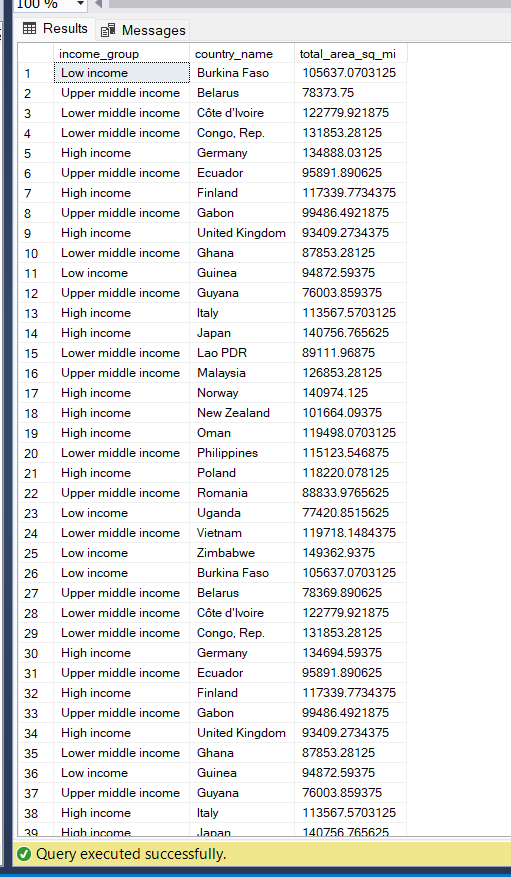 100 %
Results Messages
income_group country_name total_area_sq_mi
1 Low income Burkina Faso 105637.0703125
2 Upper middle income Belarus 78373.75
3 Lower middle income Côte d'Ivoire 122779.921875
4 Lower middle income Congo, Rep. 131853.28125
5 High income Germany 134888.03125
6 Upper middle income Ecuador 95891.890625
7 High income Finland 117339.7734375
8 Upper middle income Gabon 99486.4921875
9 High income United Kingdom 93409.2734375
10 Lower middle income Ghana 87853.28125
11 Low income Guinea 94872.59375
12 Upper middle income Guyana 76003.859375
13 High income Italy 113567.5703125
14 High income Japan 140756.765625
15 Lower middle income Lao PDR 89111.96875
16 Upper middle income Malaysia 126853.28125
17 High income Norway 140974.125
18 High income New Zealand 101664.09375
19 High income Oman 119498.0703125
20 Lower middle income Philippines 115123.546875
21 High income Poland 118220.078125
22 Upper middle income Romania 88833.9765625
23 Low income Uganda 77420.8515625
24 Lower middle income Vietnam 119718.1484375
25 Low income Zimbabwe 149362.9375
26 Low income Burkina Faso 105637.0703125
27 Upper middle income Belarus 78369.890625
28 Lower middle income Côte d'Ivoire 122779.921875
29 Lower middle income Congo, Rep. 131853.28125
30 High income Germany 134694.59375
31 Upper middle income Ecuador 95891.890625
32 High income Finland 117339.7734375
33 Upper middle income Gabon 99486.4921875
34 High income United Kingdom 93409.2734375
35 Lower middle income Ghana 87853.28125
36 Low income Guinea 94872.59375
37 Upper middle income Guyana 76003.859375
38 High income Italy 113567.5703125
39 High income Japan 140756.765625
Query executed successfully.